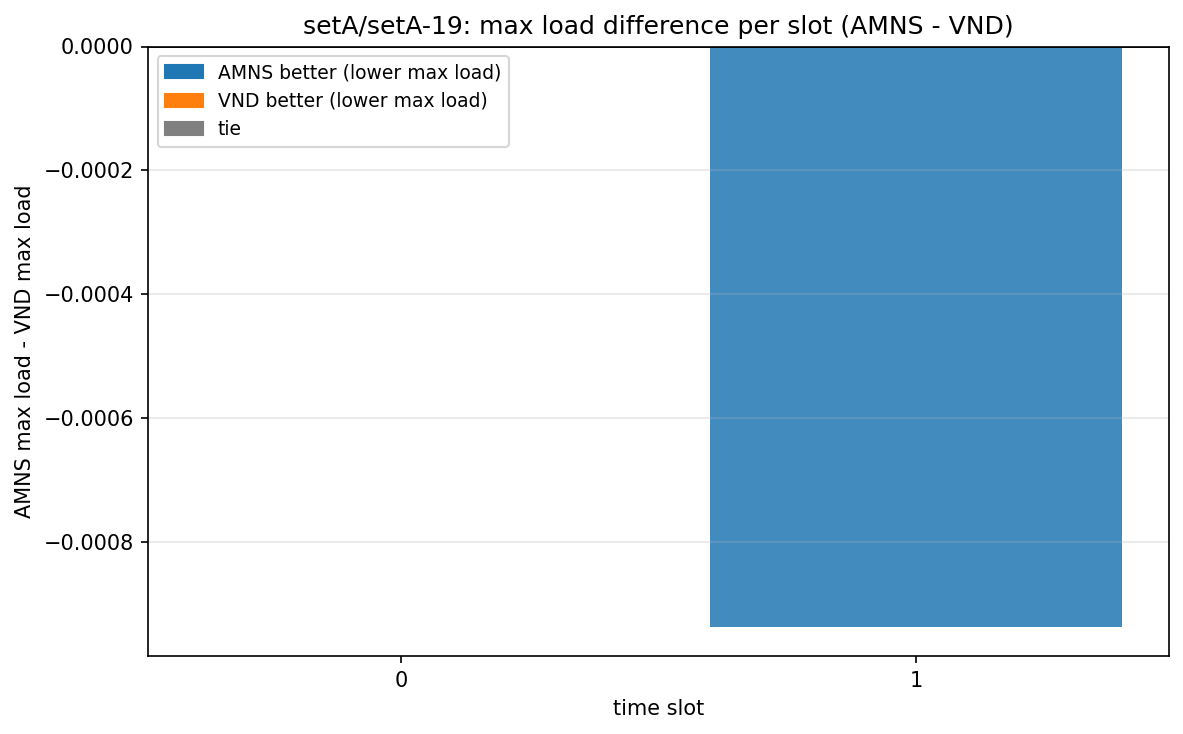 setA/setA-19: max load difference per slot (AMNS - VND)
AMNS better (lower max load)
VND better (lower max load)
tie
AMNS max load - VND max load
0.0000
−0.0002
−0.0004
−0.0006
−0.0008
0
1
time slot